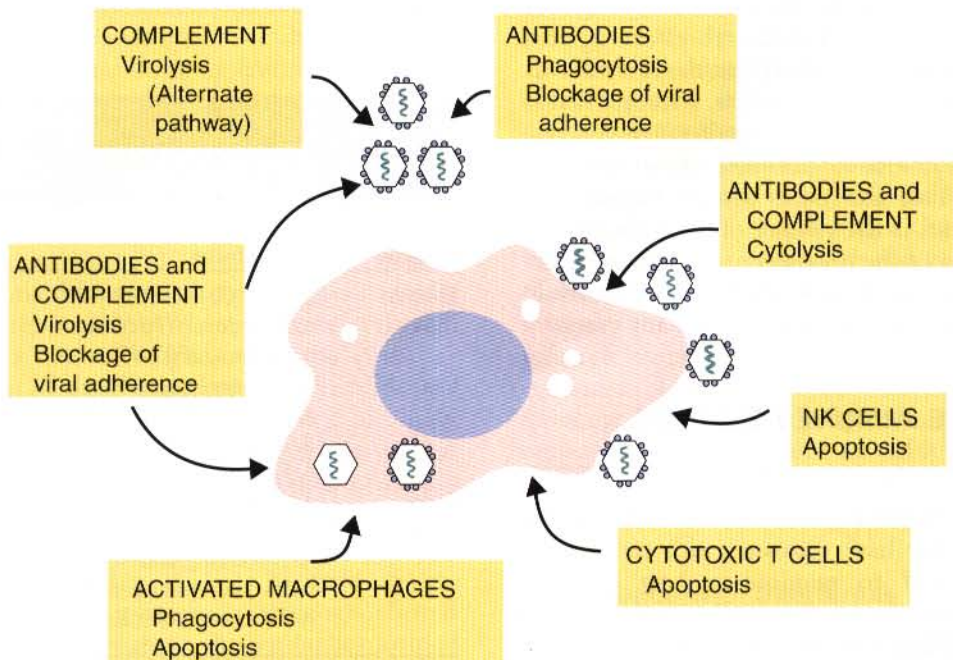 COMPLEMENT
Virolysis
(Alternate
pathway)
ANTIBODIES
Phagocytosis
Blockage of viral
adherence
ANTIBODIES and
COMPLEMENT
Cytolysis
ANTIBODIES and
COMPLEMENT
Virolysis
Blockage of
viral adherence
NK CELLS
Apoptosis
CYTOTOXIC T CELLS
Apoptosis
ACTIVATED MACROPHAGES
Phagocytosis
Apoptosis